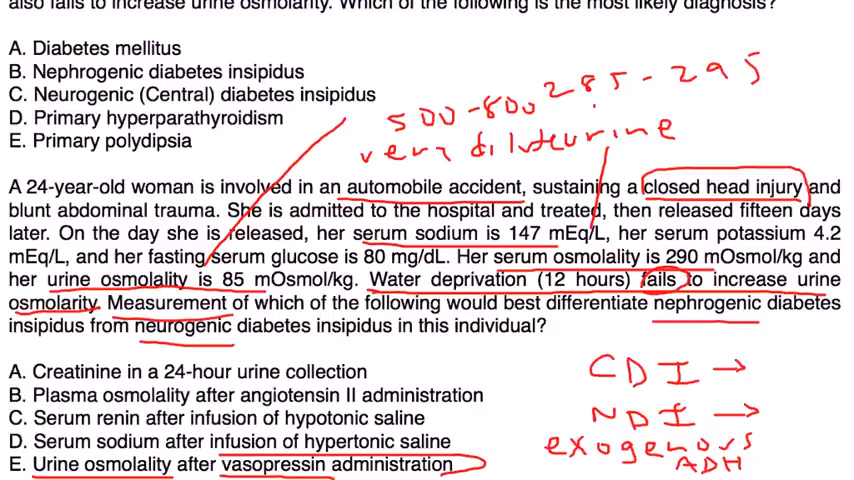 also fails to increase urine osmolarity. Which of the following is the most likely diagnosis?
A. Diabetes mellitus
B. Nephrogenic diabetes insipidus
C. Neurogenic (Central) diabetes insipidus
D. Primary hyperparathyroidism
E. Primary polydipsia
285-295
500-800
very dilute urine
A 24-year-old woman is involved in an automobile accident, sustaining a closed head injury and
blunt abdominal trauma. She is admitted to the hospital and treated, then released fifteen days
later. On the day she is released, her serum sodium is 147 mEq/L, her serum potassium 4.2
mEq/L, and her fasting serum glucose is 80 mg/dL. Her serum osmolality is 290 mOsmol/kg and
her urine osmolality is 85 mOsmol/kg. Water deprivation (12 hours) fails to increase urine
osmolarity. Measurement of which of the following would best differentiate nephrogenic diabetes
insipidus from neurogenic diabetes insipidus in this individual?
A. Creatinine in a 24-hour urine collection
B. Plasma osmolality after angiotensin II administration
C. Serum renin after infusion of hypotonic saline
D. Serum sodium after infusion of hypertonic saline
E. Urine osmolality after vasopressin administration
CDI →
NDI →
exogenous
ADH